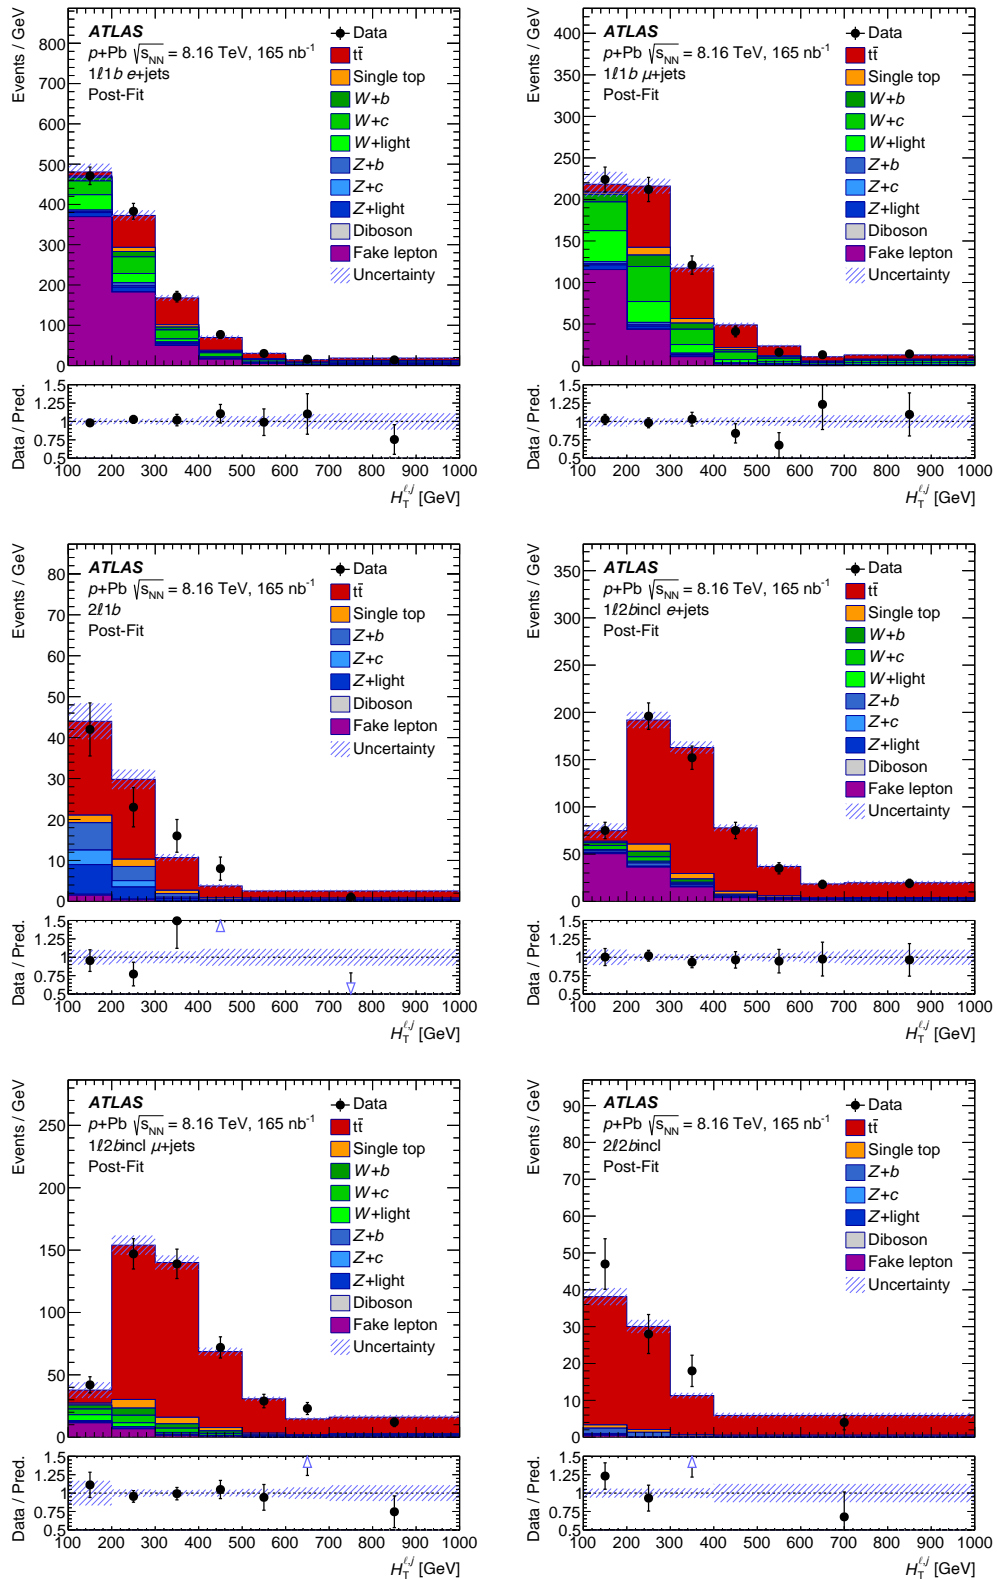 Events / GeV
800
700
600
500
400
300
200
100
0
ATLAS
p+Pb √s_NN = 8.16 TeV, 165 nb⁻¹
1ℓ1b e+jets
Post-Fit
Data
tt̄
Single top
W+b
W+c
W+light
Z+b
Z+c
Z+light
Diboson
Fake lepton
Uncertainty
Data / Pred.
1.5
1.25
1
0.75
0.5
100 200 300 400 500 600 700 800 900 1000
H_T^{ℓ,j} [GeV]
Events / GeV
400
350
300
250
200
150
100
50
0
ATLAS
p+Pb √s_NN = 8.16 TeV, 165 nb⁻¹
1ℓ1b μ+jets
Post-Fit
Data
tt̄
Single top
W+b
W+c
W+light
Z+b
Z+c
Z+light
Diboson
Fake lepton
Uncertainty
Data / Pred.
1.5
1.25
1
0.75
0.5
100 200 300 400 500 600 700 800 900 1000
H_T^{ℓ,j} [GeV]
Events / GeV
80
70
60
50
40
30
20
10
0
ATLAS
p+Pb √s_NN = 8.16 TeV, 165 nb⁻¹
2ℓ1b
Post-Fit
Data
tt̄
Single top
Z+b
Z+c
Z+light
Diboson
Fake lepton
Uncertainty
Data / Pred.
1.5
1.25
1
0.75
0.5
100 200 300 400 500 600 700 800 900 1000
H_T^{ℓ,j} [GeV]
Events / GeV
350
300
250
200
150
100
50
0
ATLAS
p+Pb √s_NN = 8.16 TeV, 165 nb⁻¹
1ℓ2bincl e+jets
Post-Fit
Data
tt̄
Single top
W+b
W+c
W+light
Z+b
Z+c
Z+light
Diboson
Fake lepton
Uncertainty
Data / Pred.
1.5
1.25
1
0.75
0.5
100 200 300 400 500 600 700 800 900 1000
H_T^{ℓ,j} [GeV]
Events / GeV
250
200
150
100
50
0
ATLAS
p+Pb √s_NN = 8.16 TeV, 165 nb⁻¹
1ℓ2bincl μ+jets
Post-Fit
Data
tt̄
Single top
W+b
W+c
W+light
Z+b
Z+c
Z+light
Diboson
Fake lepton
Uncertainty
Data / Pred.
1.5
1.25
1
0.75
0.5
100 200 300 400 500 600 700 800 900 1000
H_T^{ℓ,j} [GeV]
Events / GeV
90
80
70
60
50
40
30
20
10
0
ATLAS
p+Pb √s_NN = 8.16 TeV, 165 nb⁻¹
2ℓ2bincl
Post-Fit
Data
tt̄
Single top
Z+b
Z+c
Z+light
Diboson
Fake lepton
Uncertainty
Data / Pred.
1.5
1.25
1
0.75
0.5
100 200 300 400 500 600 700 800 900 1000
H_T^{ℓ,j} [GeV]